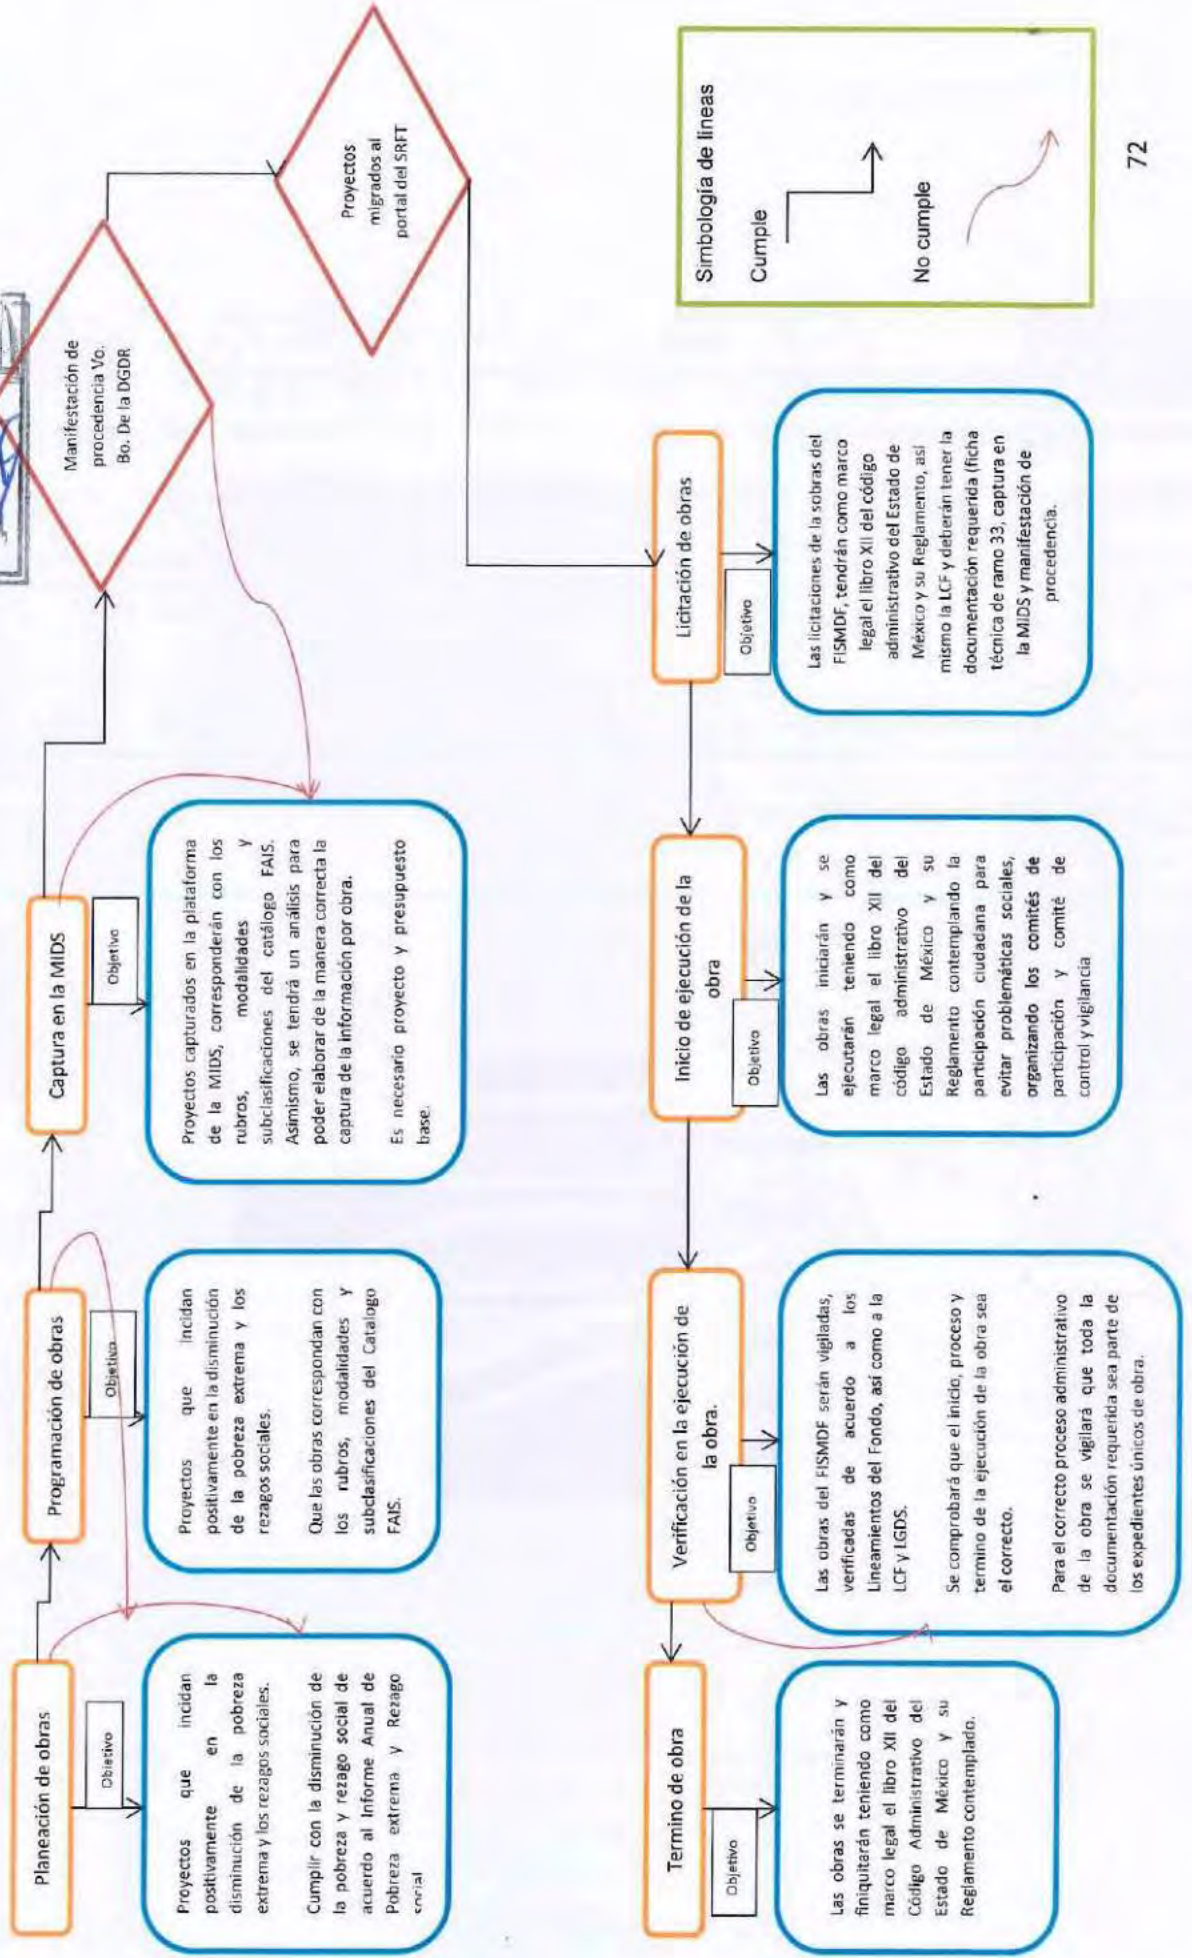 Planeación de obras
Objetivo
Proyectos que incidan
positivamente en la
disminución de la pobreza
extrema y los rezagos sociales.
Cumplir con la disminución de
la pobreza y rezago social de
acuerdo al Informe Anual de
Pobreza extrema y Rezago
social
Programación de obras
Objetivo
Proyectos que Incidan
positivamente en la disminución
de la pobreza extrema y los
rezagos sociales.
Que las obras correspondan con
los rubros, modalidades y
subclasificaciones del Catalogo
FAIS.
Captura en la MIDS
Objetivo
Proyectos capturados en la plataforma
de la MIDS, corresponderán con los
rubros, modalidades y
subclasificaciones del catálogo FAIS.
Asimismo, se tendrá un análisis para
poder elaborar de la manera correcta la
captura de la información por obra.
Es necesario proyecto y presupuesto
base.
Manifestación de
procedencia Vo.
Bo. De la DGDR
Proyectos
migrados al
portal del SRFT
Licitación de obras
Objetivo
Las licitaciones de la sobras del
FISMDF, tendrán como marco
legal el libro XII del código
administrativo del Estado de
México y su Reglamento, así
mismo la LCF y deberán tener la
documentación requerida (ficha
técnica de ramo 33, captura en
la MIDS y manifestación de
procedencia.
Inicio de ejecución de la
obra
Objetivo
Las obras iniciarán y se
ejecutarán teniendo como
marco legal el libro XII del
código administrativo del
Estado de México y su
Reglamento contemplando la
participación ciudadana para
evitar problemáticas sociales,
organizando los comités de
participación y comité de
control y vigilancia
Verificación en la ejecución de
la obra.
Objetivo
Las obras del FISMDF serán vigiladas,
verificadas de acuerdo a los
Lineamientos del Fondo, así como a la
LCF y LGDS.
Se comprobará que el inicio, proceso y
termino de la ejecución de la obra sea
el correcto.
Para el correcto proceso administrativo
de la obra se vigilará que toda la
documentación requerida sea parte de
los expedientes únicos de obra.
Termino de obra
Objetivo
Las obras se terminarán y
finiquitarán teniendo como
marco legal el libro XII del
Código Administrativo del
Estado de México y su
Reglamento contemplado.
Simbología de líneas
Cumple
No cumple
72